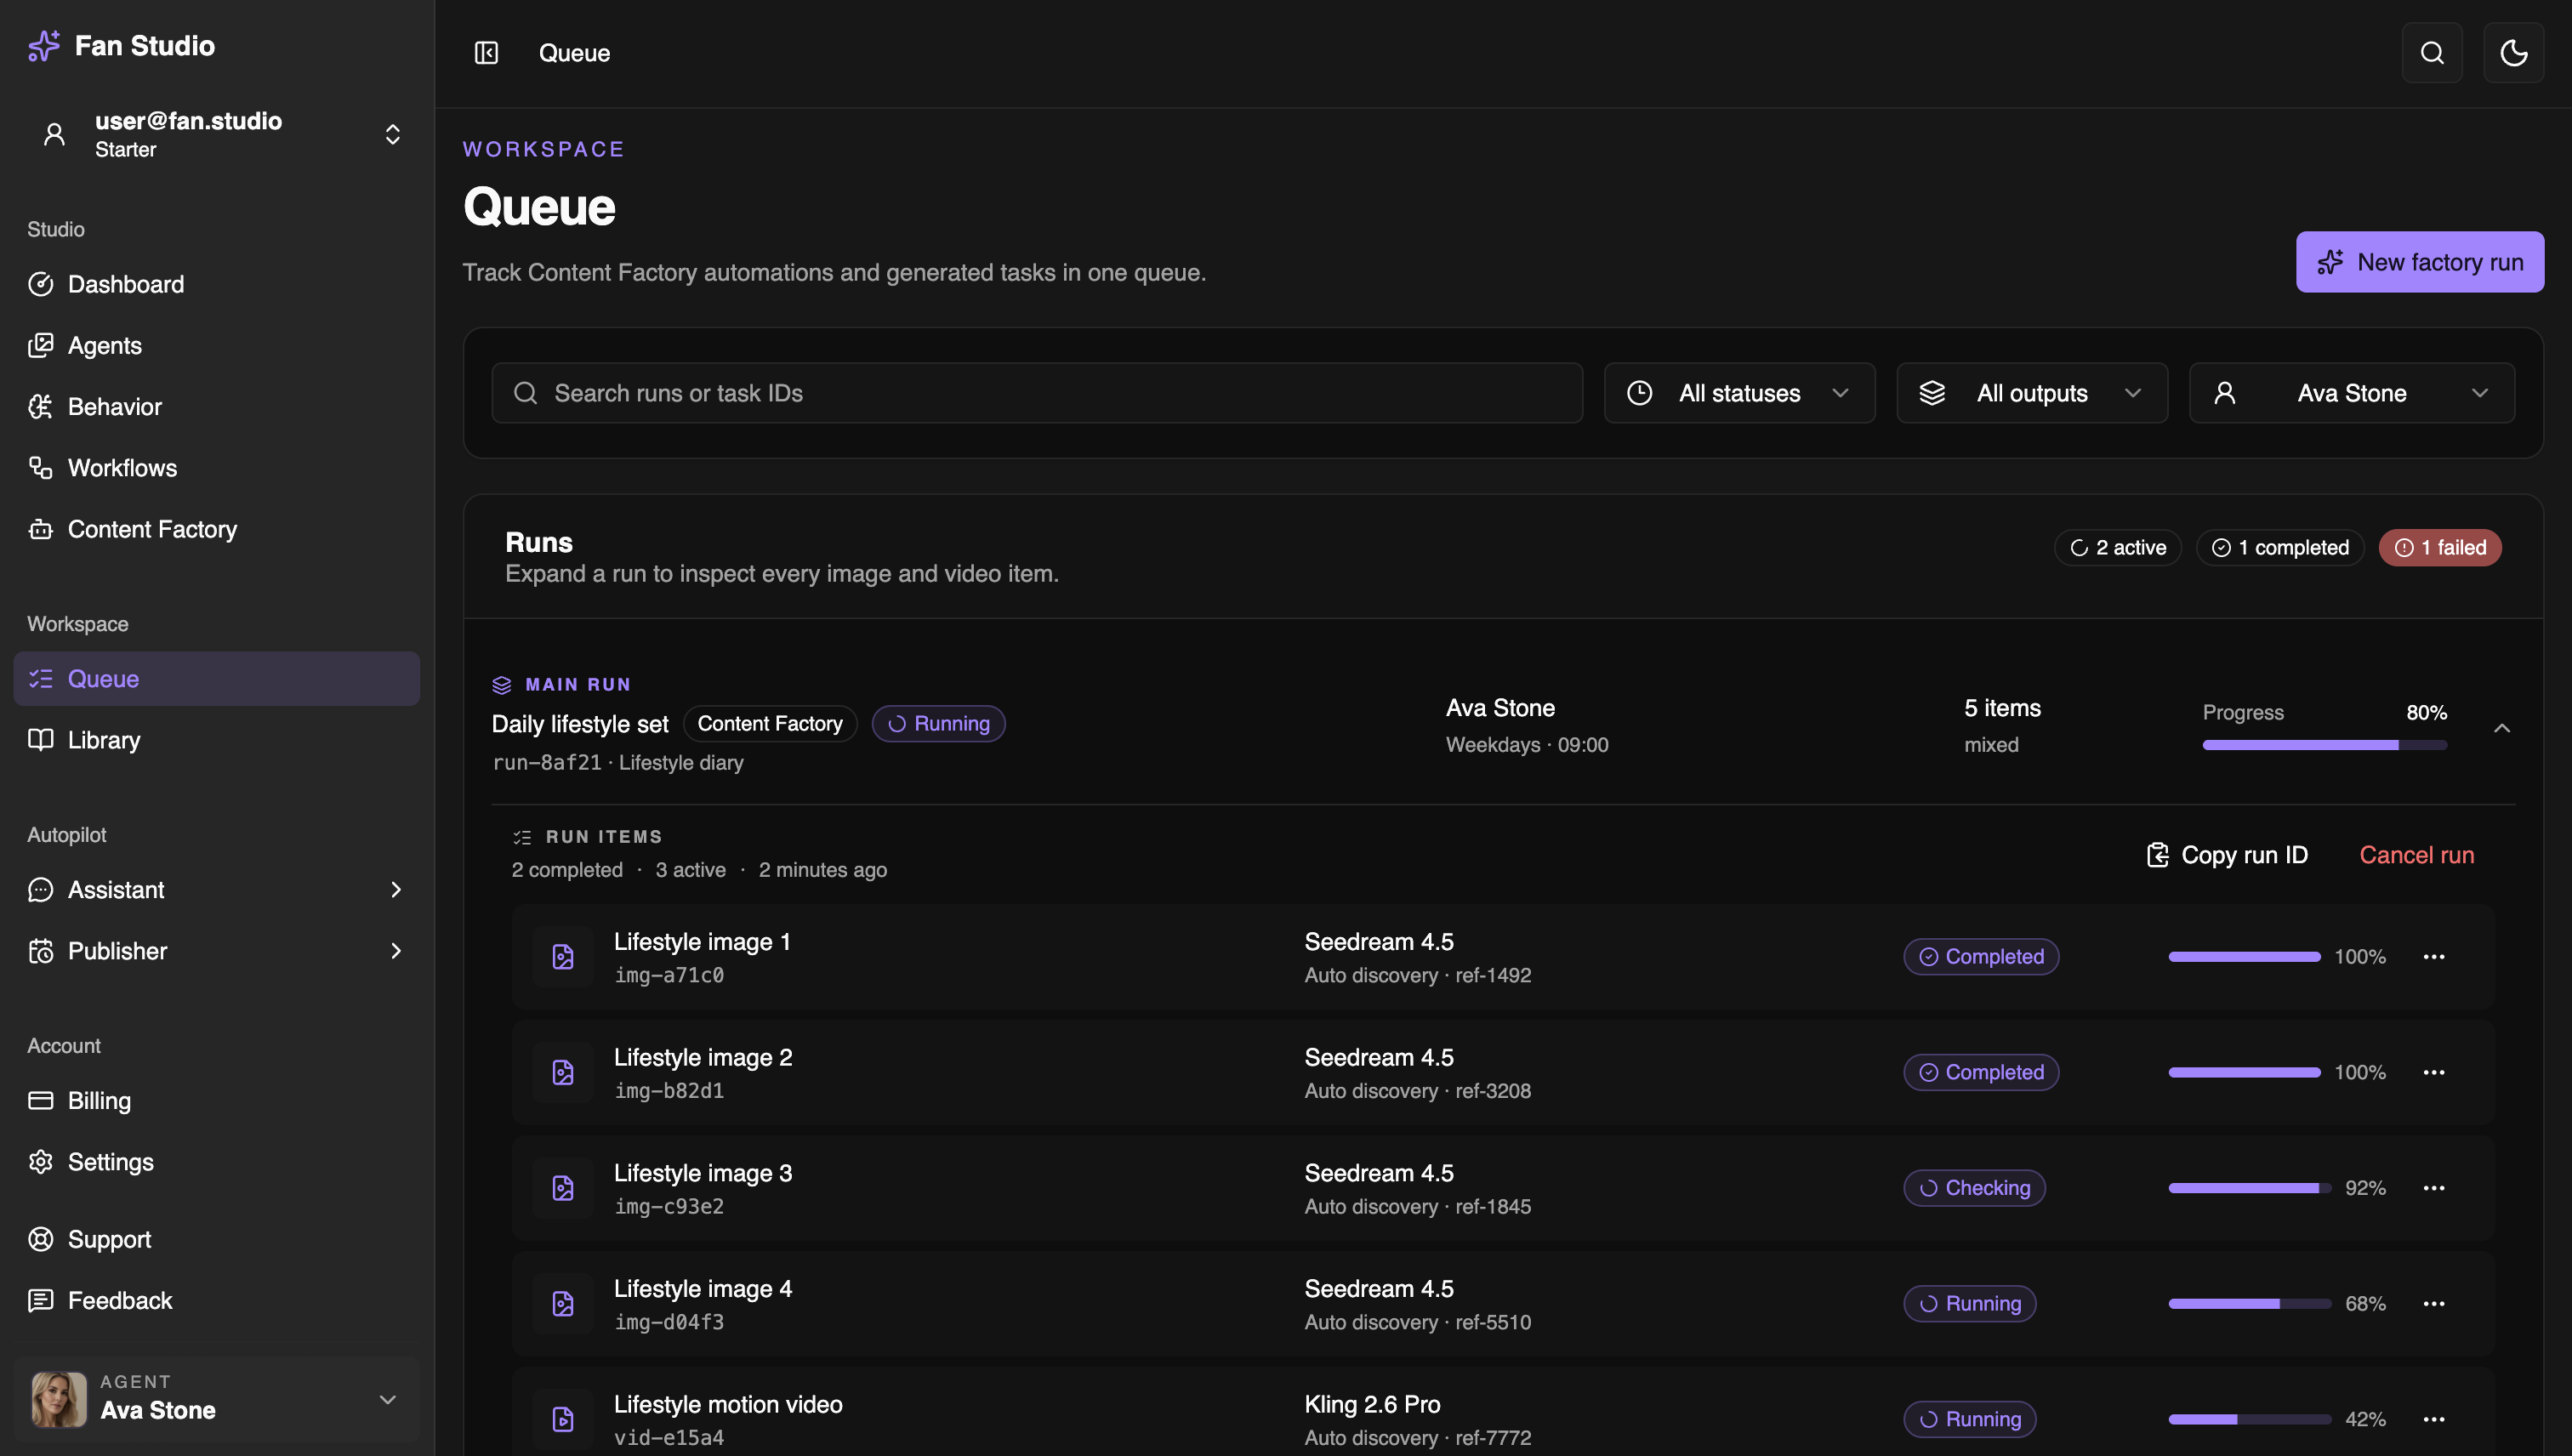 Fan Studio
user@fan.studio
Starter
Studio
Dashboard
Agents
Behavior
Workflows
Content Factory
Workspace
Queue
Library
Autopilot
Assistant
Publisher
Account
Billing
Settings
Support
Feedback
AGENT
Ava Stone
Queue
WORKSPACE
Queue
Track Content Factory automations and generated tasks in one queue.
New factory run
Search runs or task IDs
All statuses
All outputs
Ava Stone
Runs
Expand a run to inspect every image and video item.
2 active
1 completed
1 failed
MAIN RUN
Daily lifestyle set
Content Factory
Running
run-8af21 · Lifestyle diary
Ava Stone
Weekdays · 09:00
5 items
mixed
Progress
80%
RUN ITEMS
2 completed · 3 active · 2 minutes ago
Copy run ID
Cancel run
Lifestyle image 1
img-a71c0
Seedream 4.5
Auto discovery · ref-1492
Completed
100%
Lifestyle image 2
img-b82d1
Seedream 4.5
Auto discovery · ref-3208
Completed
100%
Lifestyle image 3
img-c93e2
Seedream 4.5
Auto discovery · ref-1845
Checking
92%
Lifestyle image 4
img-d04f3
Seedream 4.5
Auto discovery · ref-5510
Running
68%
Lifestyle motion video
vid-e15a4
Kling 2.6 Pro
Auto discovery · ref-7772
Running
42%